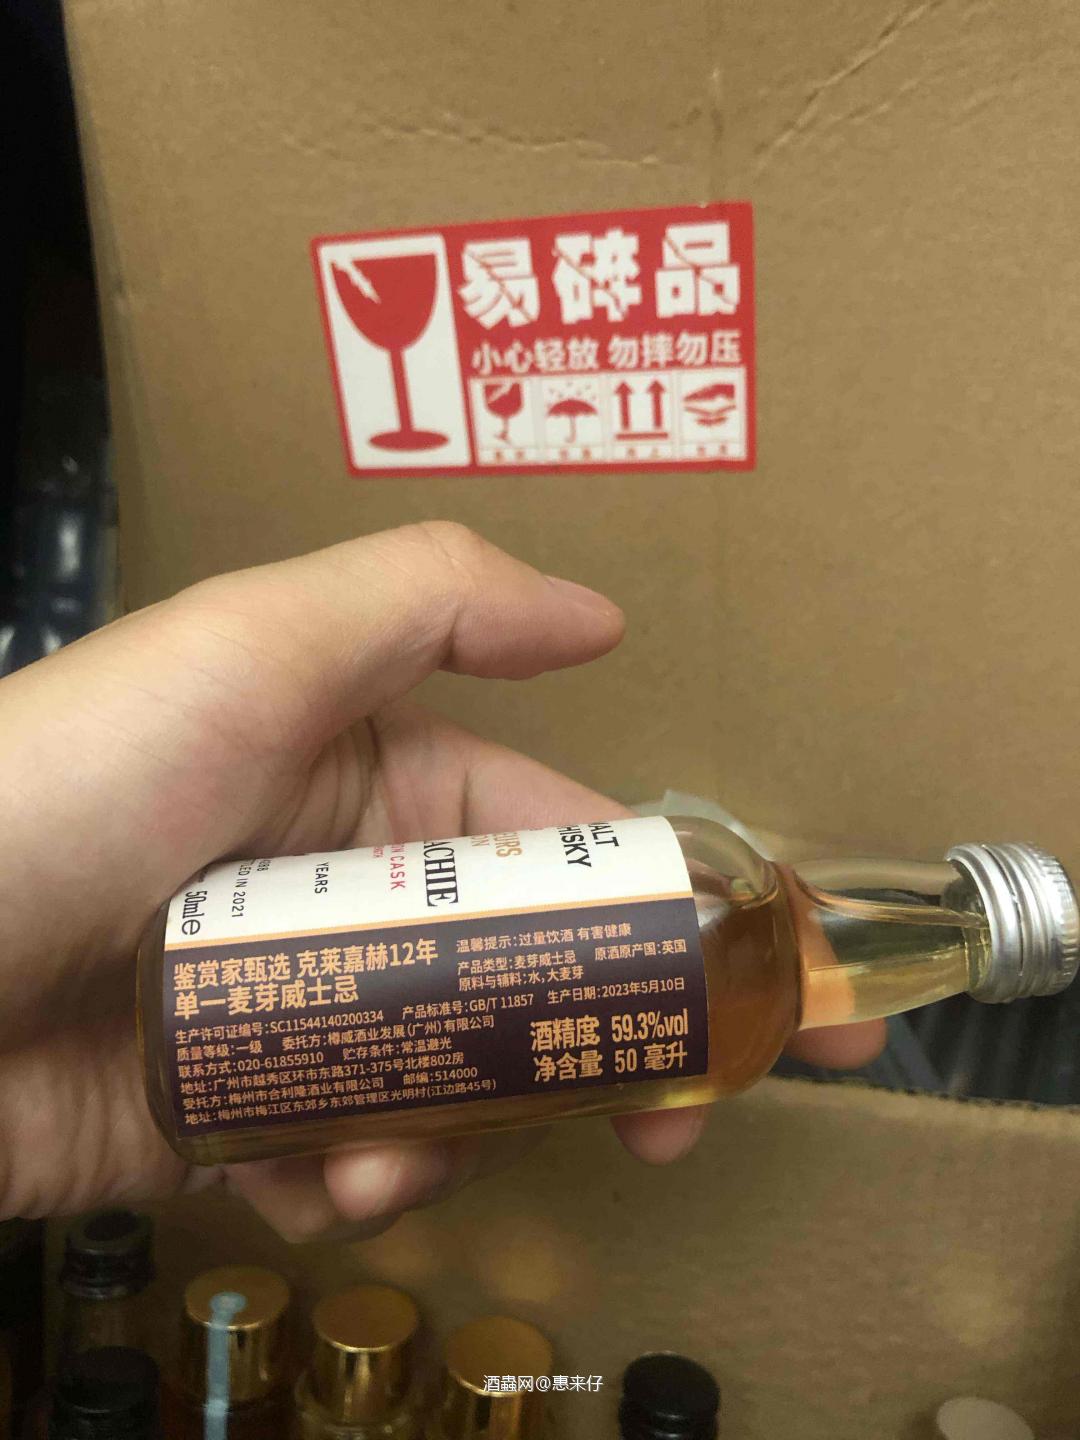 易碎品
小心轻放 勿摔勿压
MALT
HISKY
EURS
ACHIE
CASK
YEARS
ED IN 2021
50ml e
鉴赏家甄选 克莱嘉赫12年
单一麦芽威士忌
温馨提示:过量饮酒 有害健康
产品类型:麦芽威士忌 原酒原产国:英国
原料与辅料:水,大麦芽
生产许可证编号:SC11544140200334 产品标准号:GB/T 11857 生产日期:2023年5月10日
质量等级:一级 委托方:樽威酒业发展(广州)有限公司
联系方式:020-61855910 贮存条件:常温避光
地址:广州市越秀区环市东路371-375号北楼802房
受托方:梅州市合利隆酒业有限公司 邮编:514000
地址:梅州市梅江区东郊乡东郊管理区光明村(江边路45号)
酒精度 59.3%vol
净含量 50 毫升
酒蟲网@惠来仔